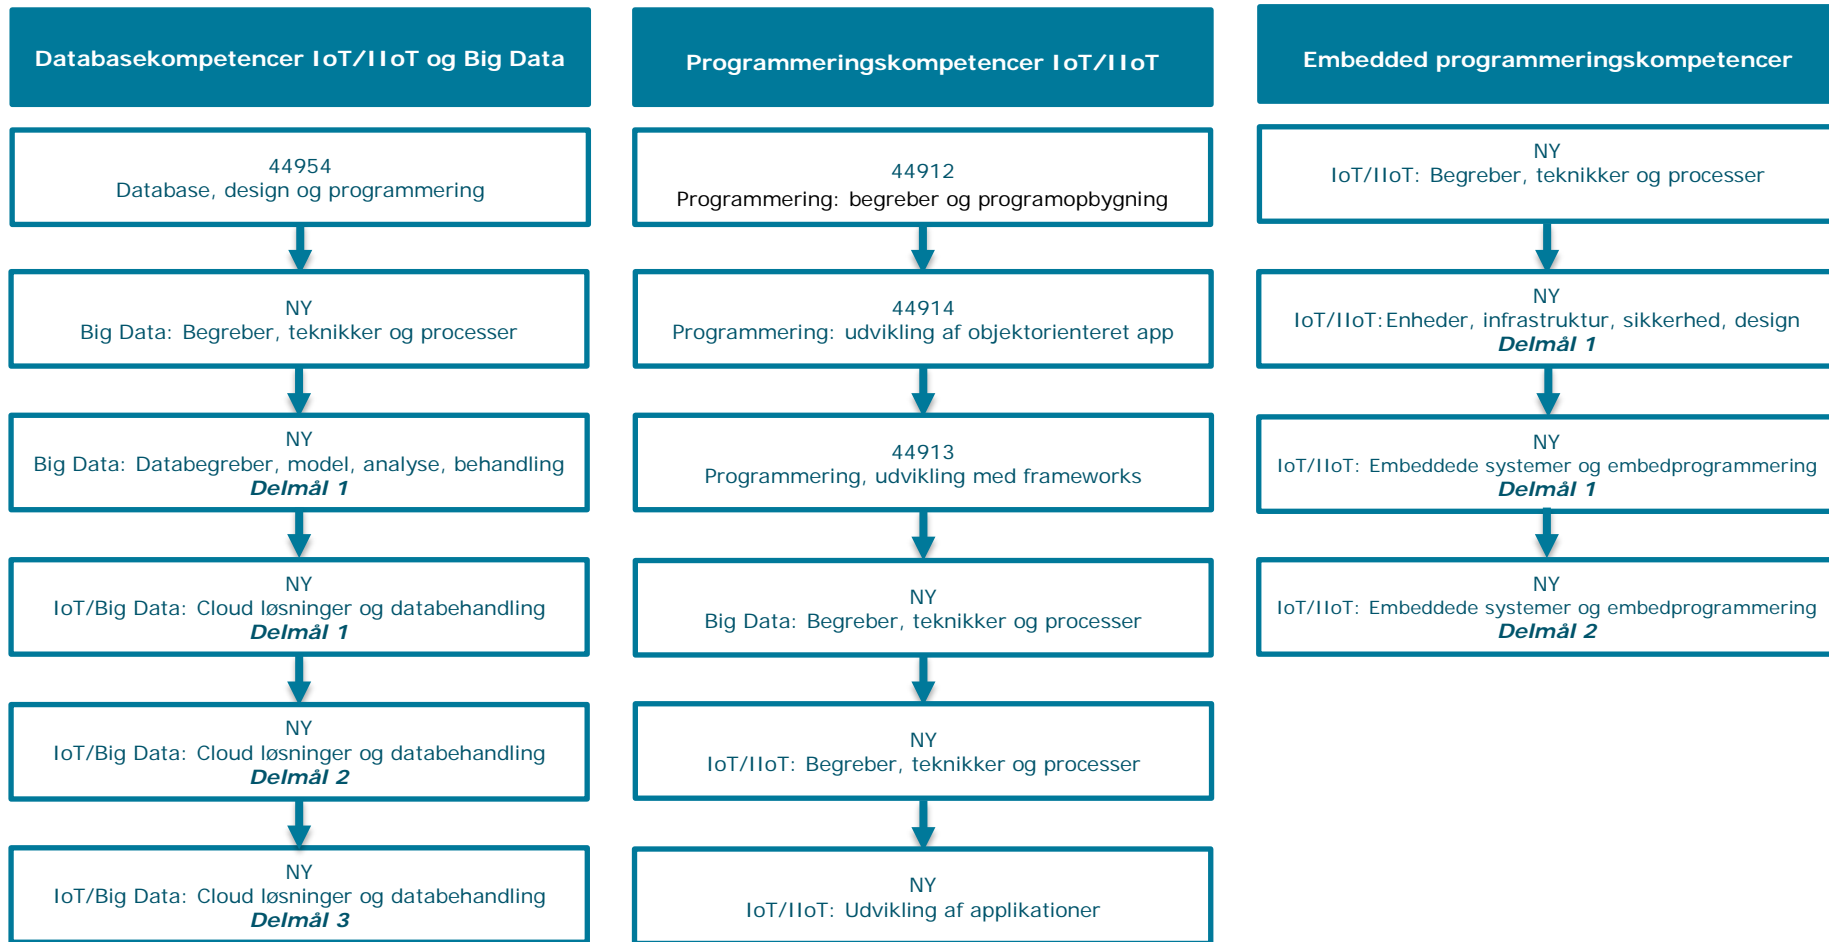 Databasekompetencer IoT/IIoT og Big Data
44954
Database, design og programmering
NY
Big Data: Begreber, teknikker og processer
NY
Big Data: Databegreber, model, analyse, behandling
Delmål 1
NY
IoT/Big Data: Cloud løsninger og databehandling
Delmål 1
NY
IoT/Big Data: Cloud løsninger og databehandling
Delmål 2
NY
IoT/Big Data: Cloud løsninger og databehandling
Delmål 3
Programmeringskompetencer IoT/IIoT
44912
Programmering: begreber og programopbygning
44914
Programmering: udvikling af objektorienteret app
44913
Programmering, udvikling med frameworks
NY
Big Data: Begreber, teknikker og processer
NY
IoT/IIoT: Begreber, teknikker og processer
NY
IoT/IIoT: Udvikling af applikationer
Embedded programmeringskompetencer
NY
IoT/IIoT: Begreber, teknikker og processer
NY
IoT/IIoT:Enheder, infrastruktur, sikkerhed, design
Delmål 1
NY
IoT/IIoT: Embeddede systemer og embedprogrammering
Delmål 1
NY
IoT/IIoT: Embeddede systemer og embedprogrammering
Delmål 2